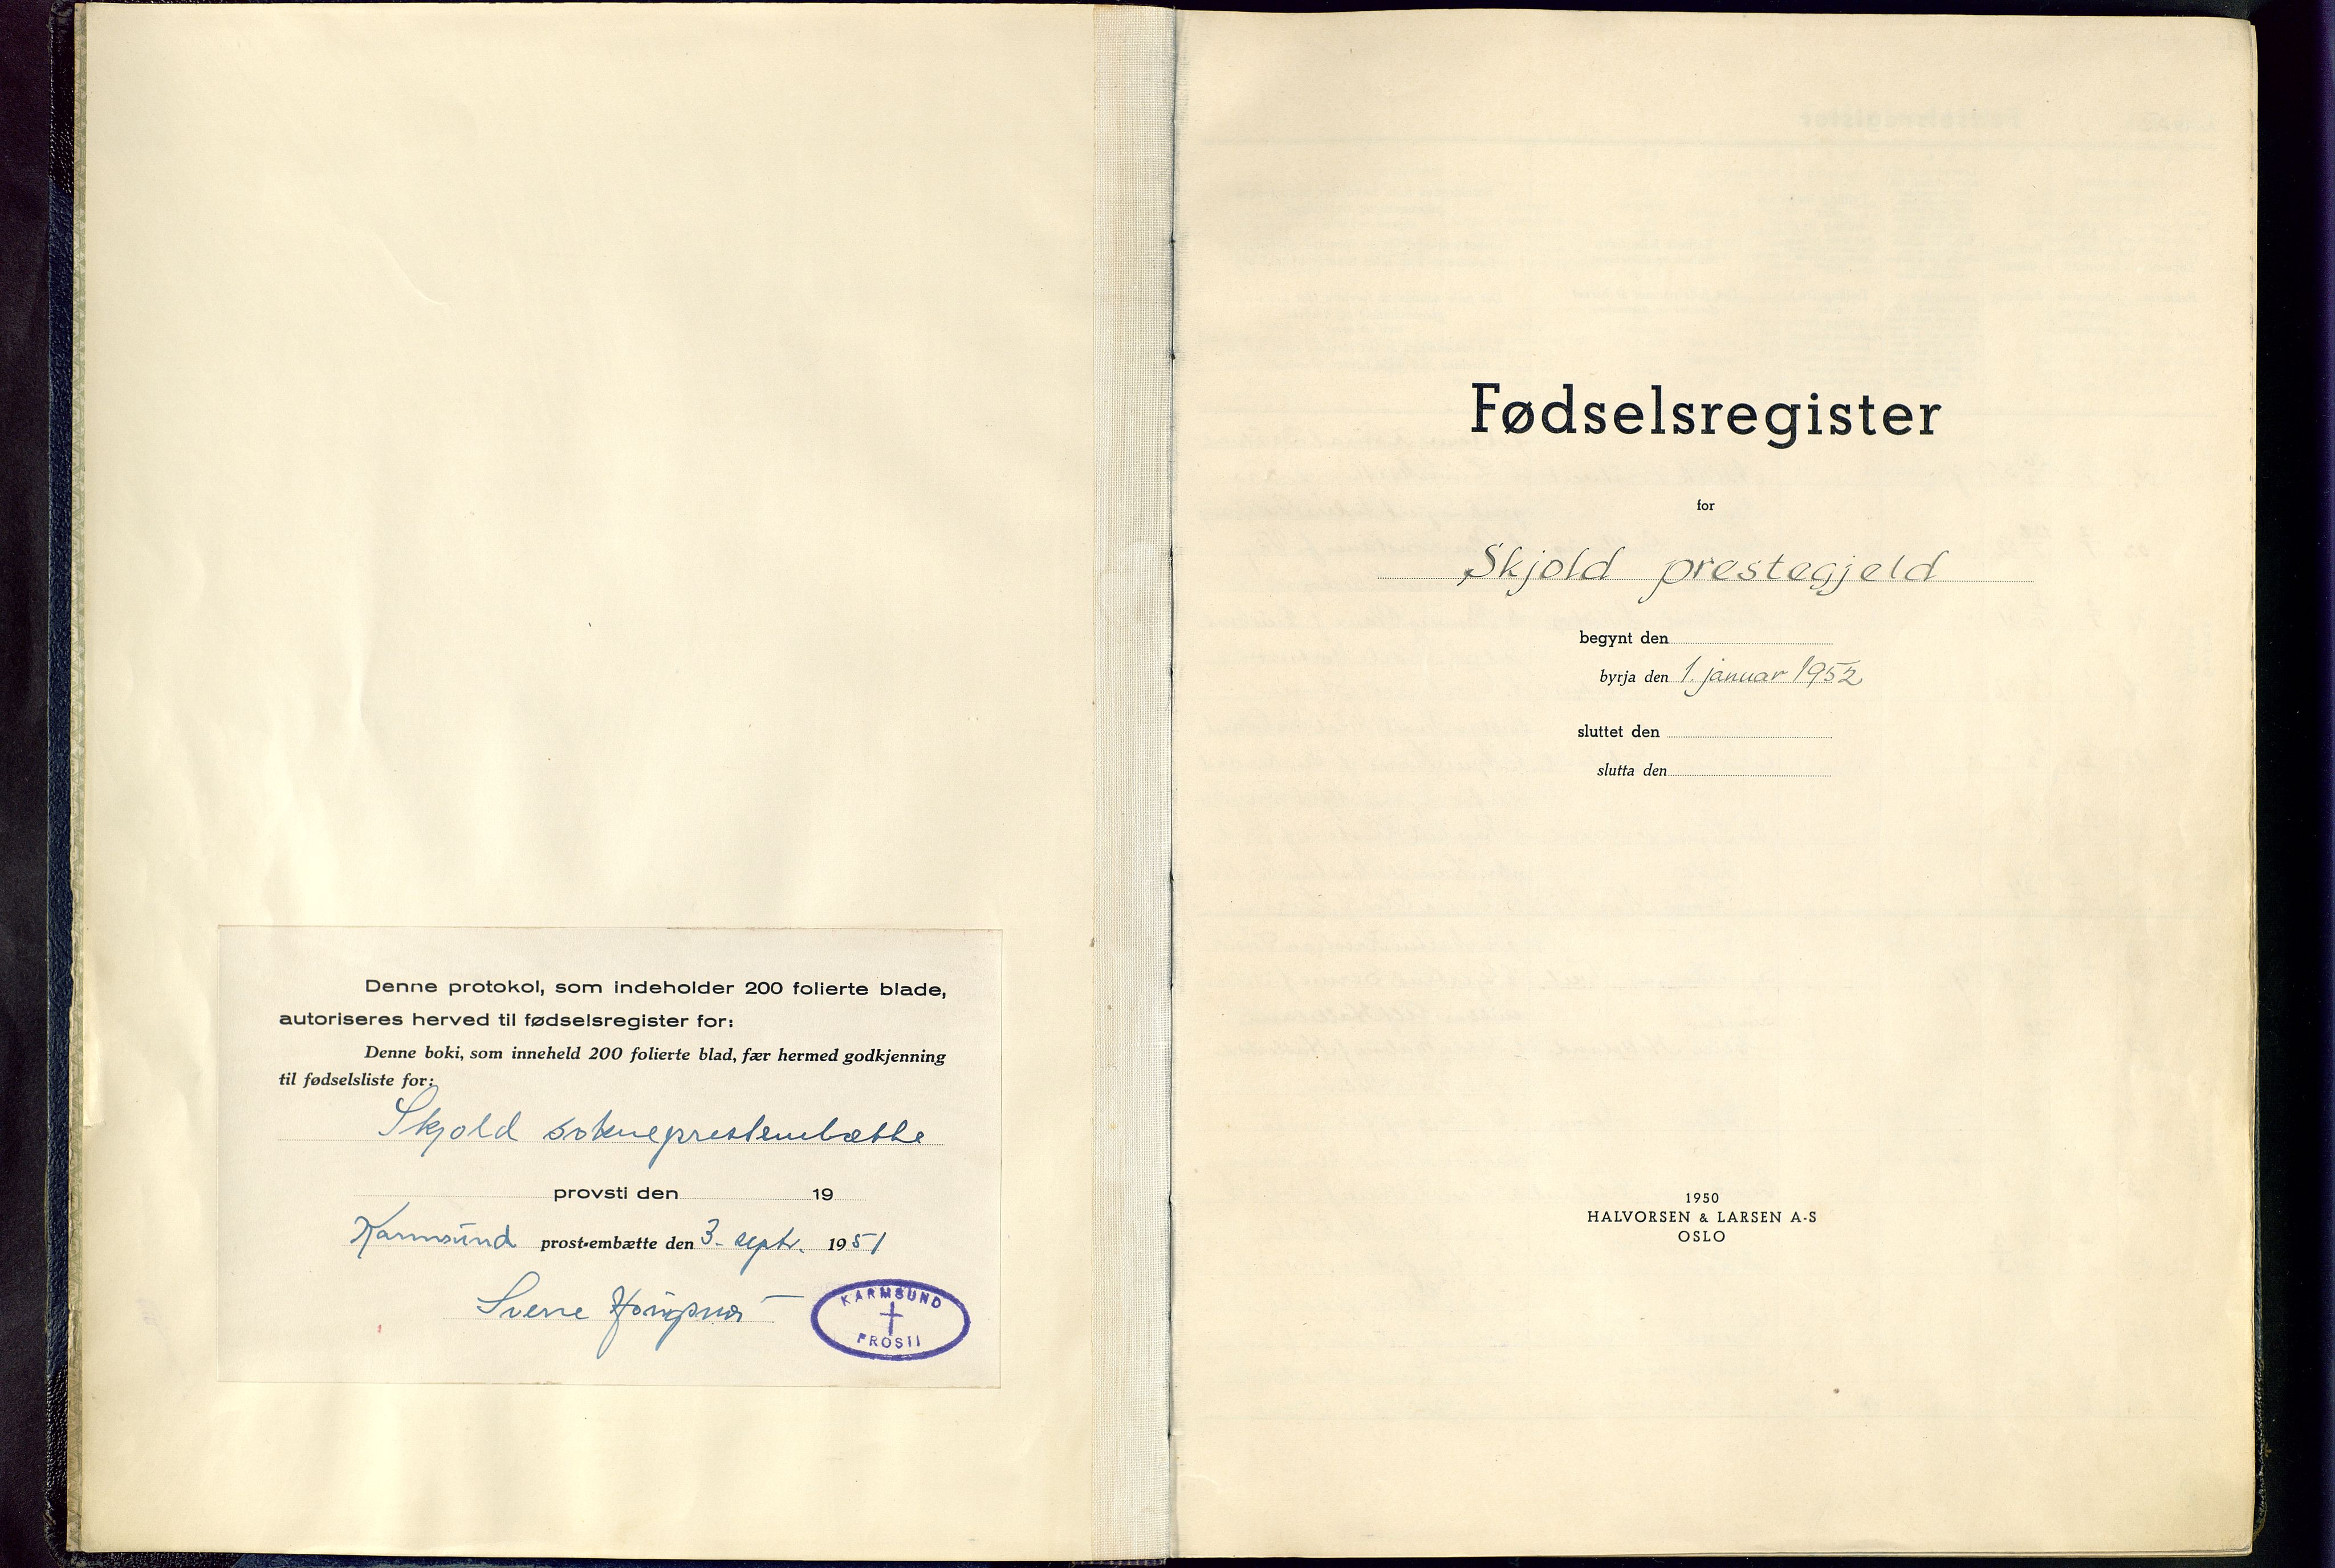 Denne protokol, som indeholder 200 folierte blade,
autoriseres herved til fødselsregister for:
Denne boki, som inneheld 200 folierte blad, fær hermed godkjenning
til fødselsliste for:
Skjold sokneprestembætte
provsti den 19
Karmsund prost-embætte den 3. sept. 1951
Sverre
KARMSUND
PROSTI
Fødselsregister
for
Skjold prestegjeld
begynt den
byrja den 1. januar 1952
sluttet den
slutta den
1950
HALVORSEN & LARSEN A-S
OSLO